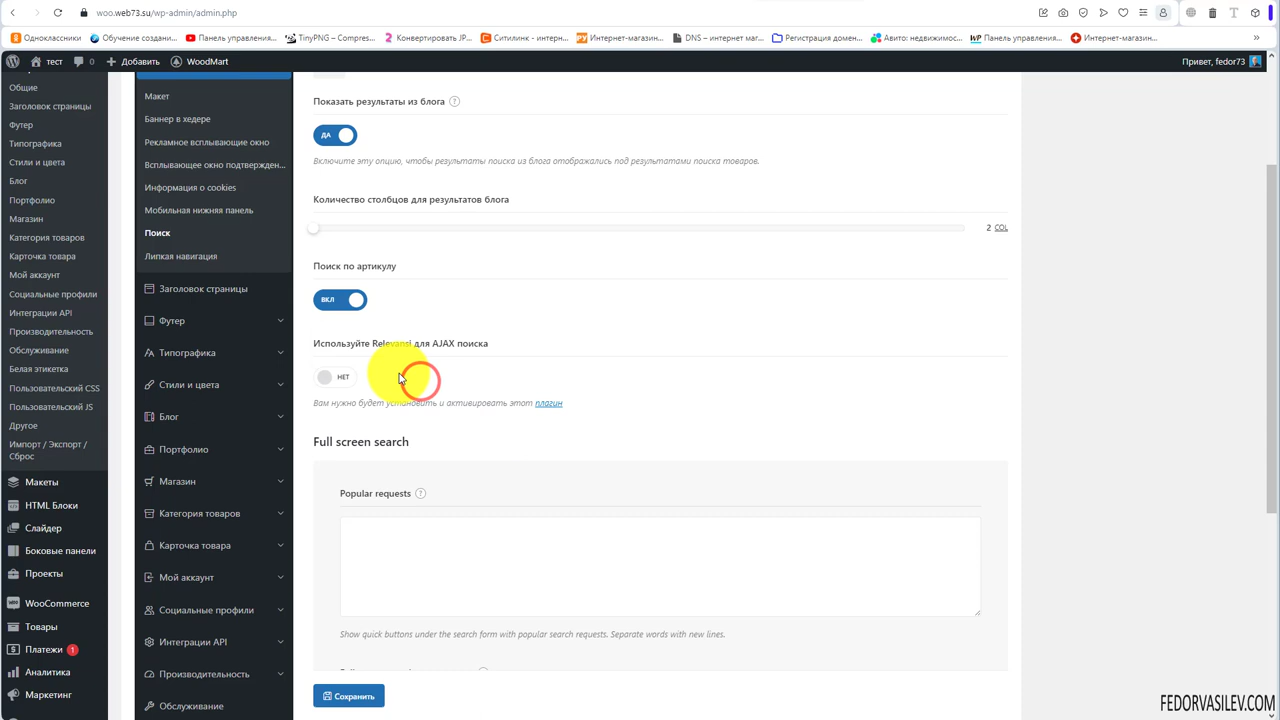 woo.web73.su/wp-admin/admin.php
Одноклассники
Обучение создани...
Панель управления...
TinyPNG – Compres...
Конвертировать JP...
Ситилинк - интерн...
Интернет-магазин...
DNS – интернет маг...
Регистрация домен...
Авито: недвижимос...
Панель управления...
Интернет-магазин...
тест
0
Добавить
WoodMart
Привет, fedor73
Общие
Заголовок страницы
Футер
Типографика
Стили и цвета
Блог
Портфолио
Магазин
Категория товаров
Карточка товара
Мой аккаунт
Социальные профили
Интеграции API
Производительность
Обслуживание
Белая этикетка
Пользовательский CSS
Пользовательский JS
Другое
Импорт / Экспорт /
Сброс
Макеты
HTML Блоки
Слайдер
Боковые панели
Проекты
WooCommerce
Товары
Платежи 1
Аналитика
Маркетинг
Макет
Баннер в хедере
Рекламное всплывающие окно
Всплывающее окно подтвержден...
Информация о cookies
Мобильная нижняя панель
Поиск
Липкая навигация
Заголовок страницы
Футер
Типографика
Стили и цвета
Блог
Портфолио
Магазин
Категория товаров
Карточка товара
Мой аккаунт
Социальные профили
Интеграции API
Производительность
Обслуживание
Показать результаты из блога ?
ДА
Включите эту опцию, чтобы результаты поиска из блога отображались под результатами поиска товаров.
Количество столбцов для результатов блога
2 COL
Поиск по артикулу
ВКЛ
Используйте Relevansi для AJAX поиска
НЕТ
Вам нужно будет установить и активировать этот плагин
Full screen search
Popular requests ?
Show quick buttons under the search form with popular search requests. Separate words with new lines.
Сохранить
FEDORVASILEV.COM